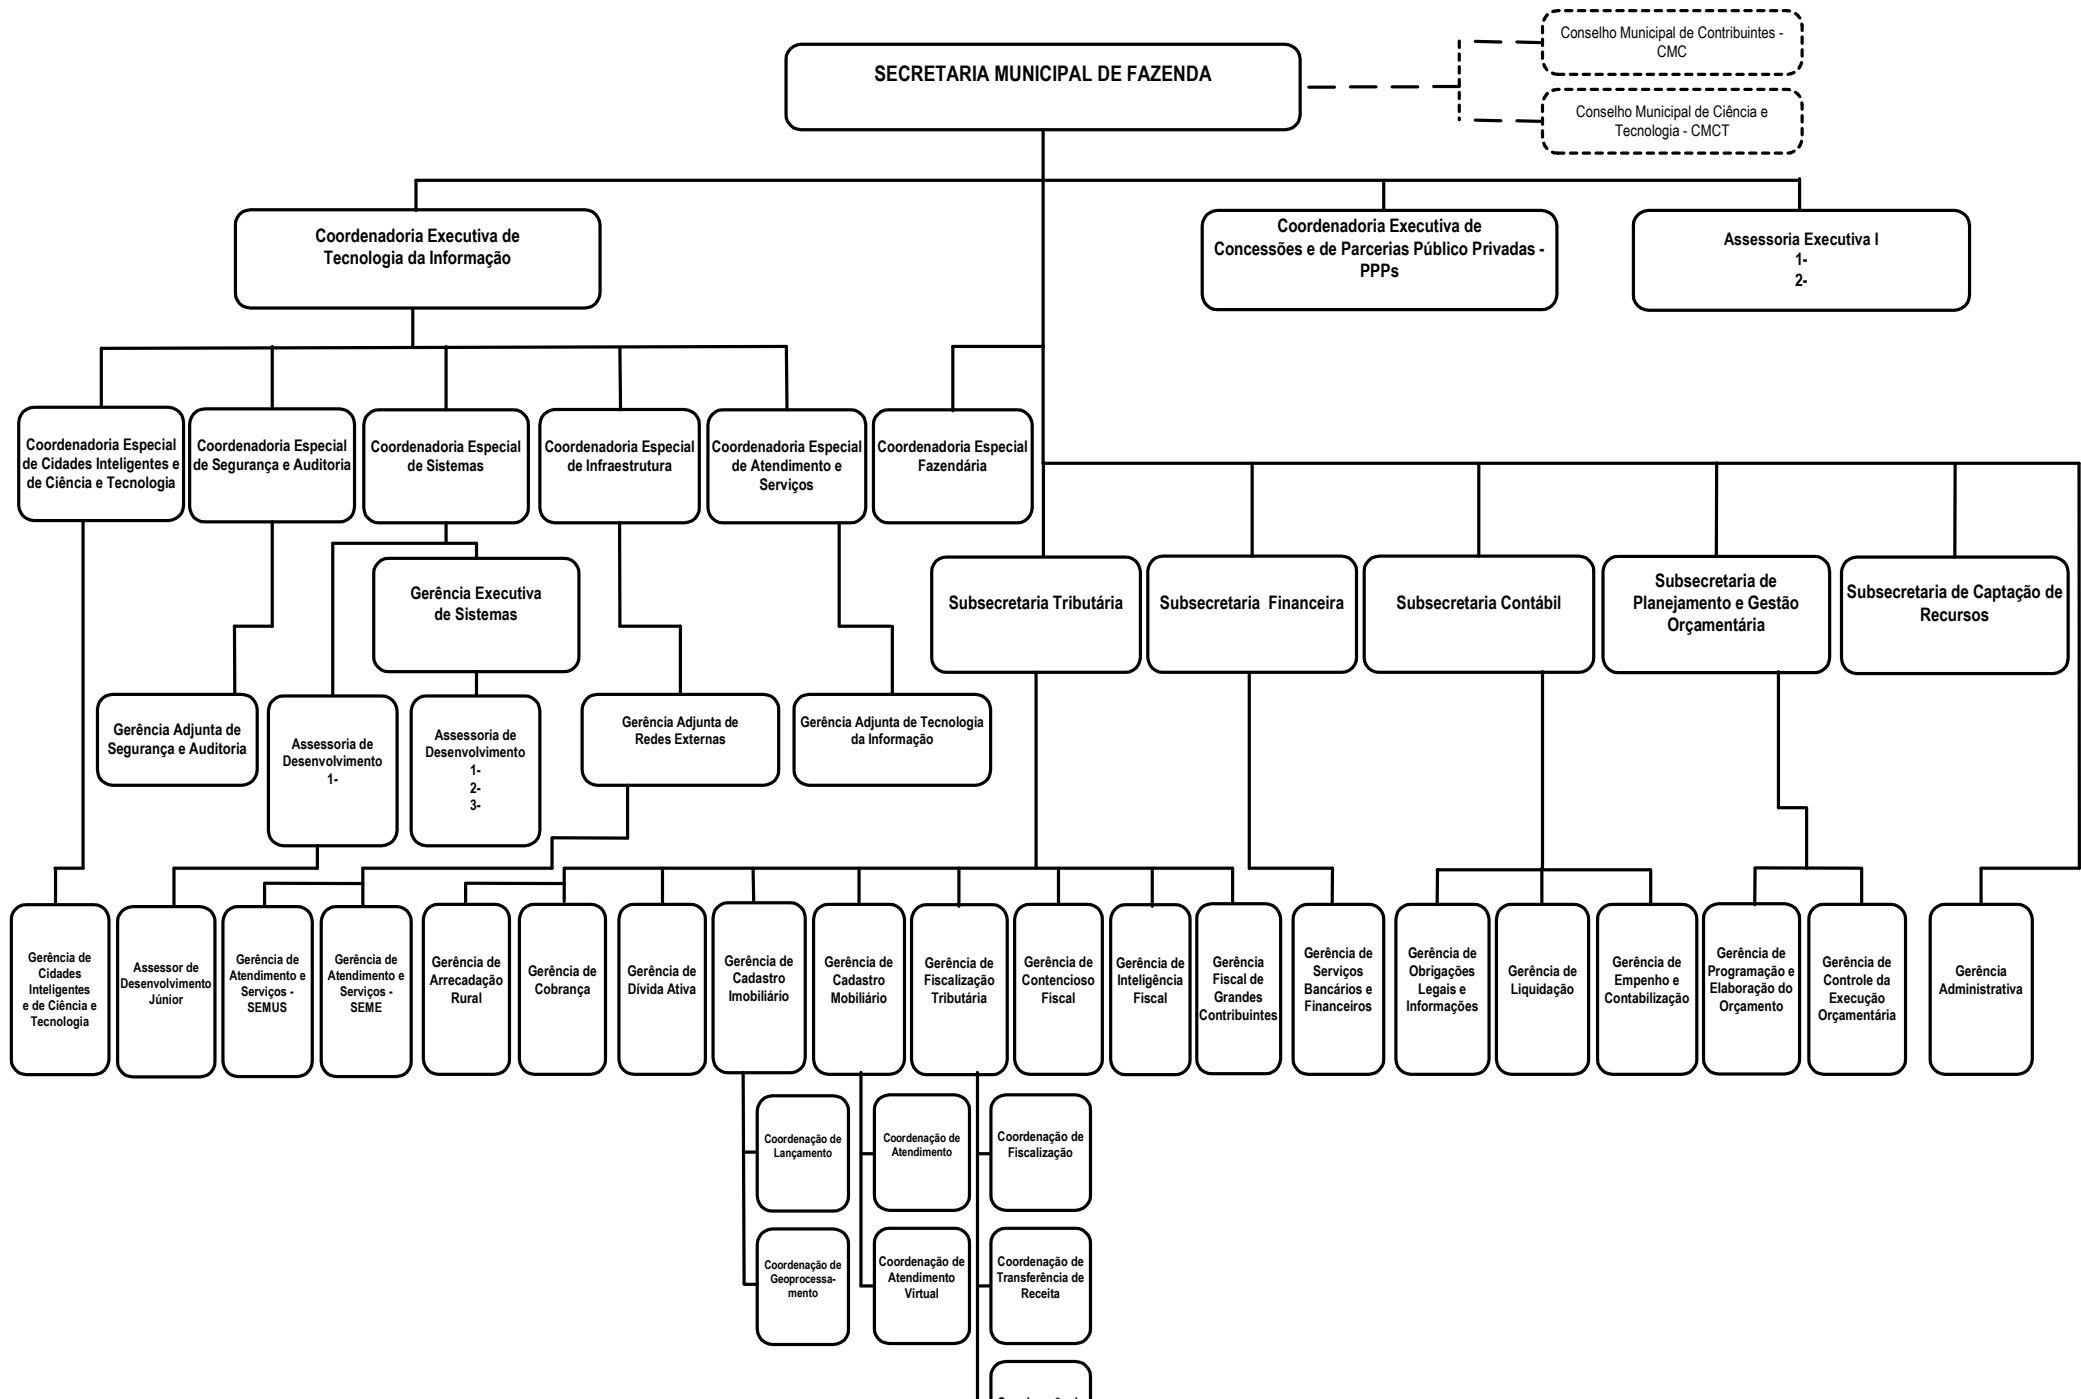 Conselho Municipal de Contribuintes -
CMC
SECRETARIA MUNICIPAL DE FAZENDA
Conselho Municipal de Ciência e
Tecnologia - CMCT
Coordenadoria Executiva de
Tecnologia da Informação
Coordenadoria Executiva de
Concessões e de Parcerias Público Privadas -
PPPs
Assessoria Executiva I
1-
2-
Coordenadoria Especial
de Cidades Inteligentes e
de Ciência e Tecnologia
Coordenadoria Especial
de Segurança e Auditoria
Coordenadoria Especial
de Sistemas
Coordenadoria Especial
de Infraestrutura
Coordenadoria Especial
de Atendimento e
Serviços
Coordenadoria Especial
Fazendária
Gerência Executiva
de Sistemas
Subsecretaria Tributária
Subsecretaria Financeira
Subsecretaria Contábil
Subsecretaria de
Planejamento e Gestão
Orçamentária
Subsecretaria de Captação de
Recursos
Gerência Adjunta de
Segurança e Auditoria
Assessoria de
Desenvolvimento
1-
Assessoria de
Desenvolvimento
1-
2-
3-
Gerência Adjunta de
Redes Externas
Gerência Adjunta de Tecnologia
da Informação
Gerência de
Cidades
Inteligentes
e de Ciência e
Tecnologia
Assessor de
Desenvolvimento
Júnior
Gerência de
Atendimento e
Serviços -
SEMUS
Gerência de
Atendimento e
Serviços -
SEME
Gerência de
Arrecadação
Rural
Gerência de
Cobrança
Gerência de
Dívida Ativa
Gerência de
Cadastro
Imobiliário
Gerência de
Cadastro
Mobiliário
Gerência de
Fiscalização
Tributária
Gerência de
Contencioso
Fiscal
Gerência de
Inteligência
Fiscal
Gerência
Fiscal de
Grandes
Contribuintes
Gerência de
Serviços
Bancários e
Financeiros
Gerência de
Obrigações
Legais e
Informações
Gerência de
Liquidação
Gerência de
Empenho e
Contabilização
Gerência de
Programação e
Elaboração do
Orçamento
Gerência de
Controle da
Execução
Orçamentária
Gerência
Administrativa
Coordenação de
Lançamento
Coordenação de
Atendimento
Coordenação de
Fiscalização
Coordenação de
Geoprocessa-
mento
Coordenação de
Atendimento
Virtual
Coordenação de
Transferência de
Receita